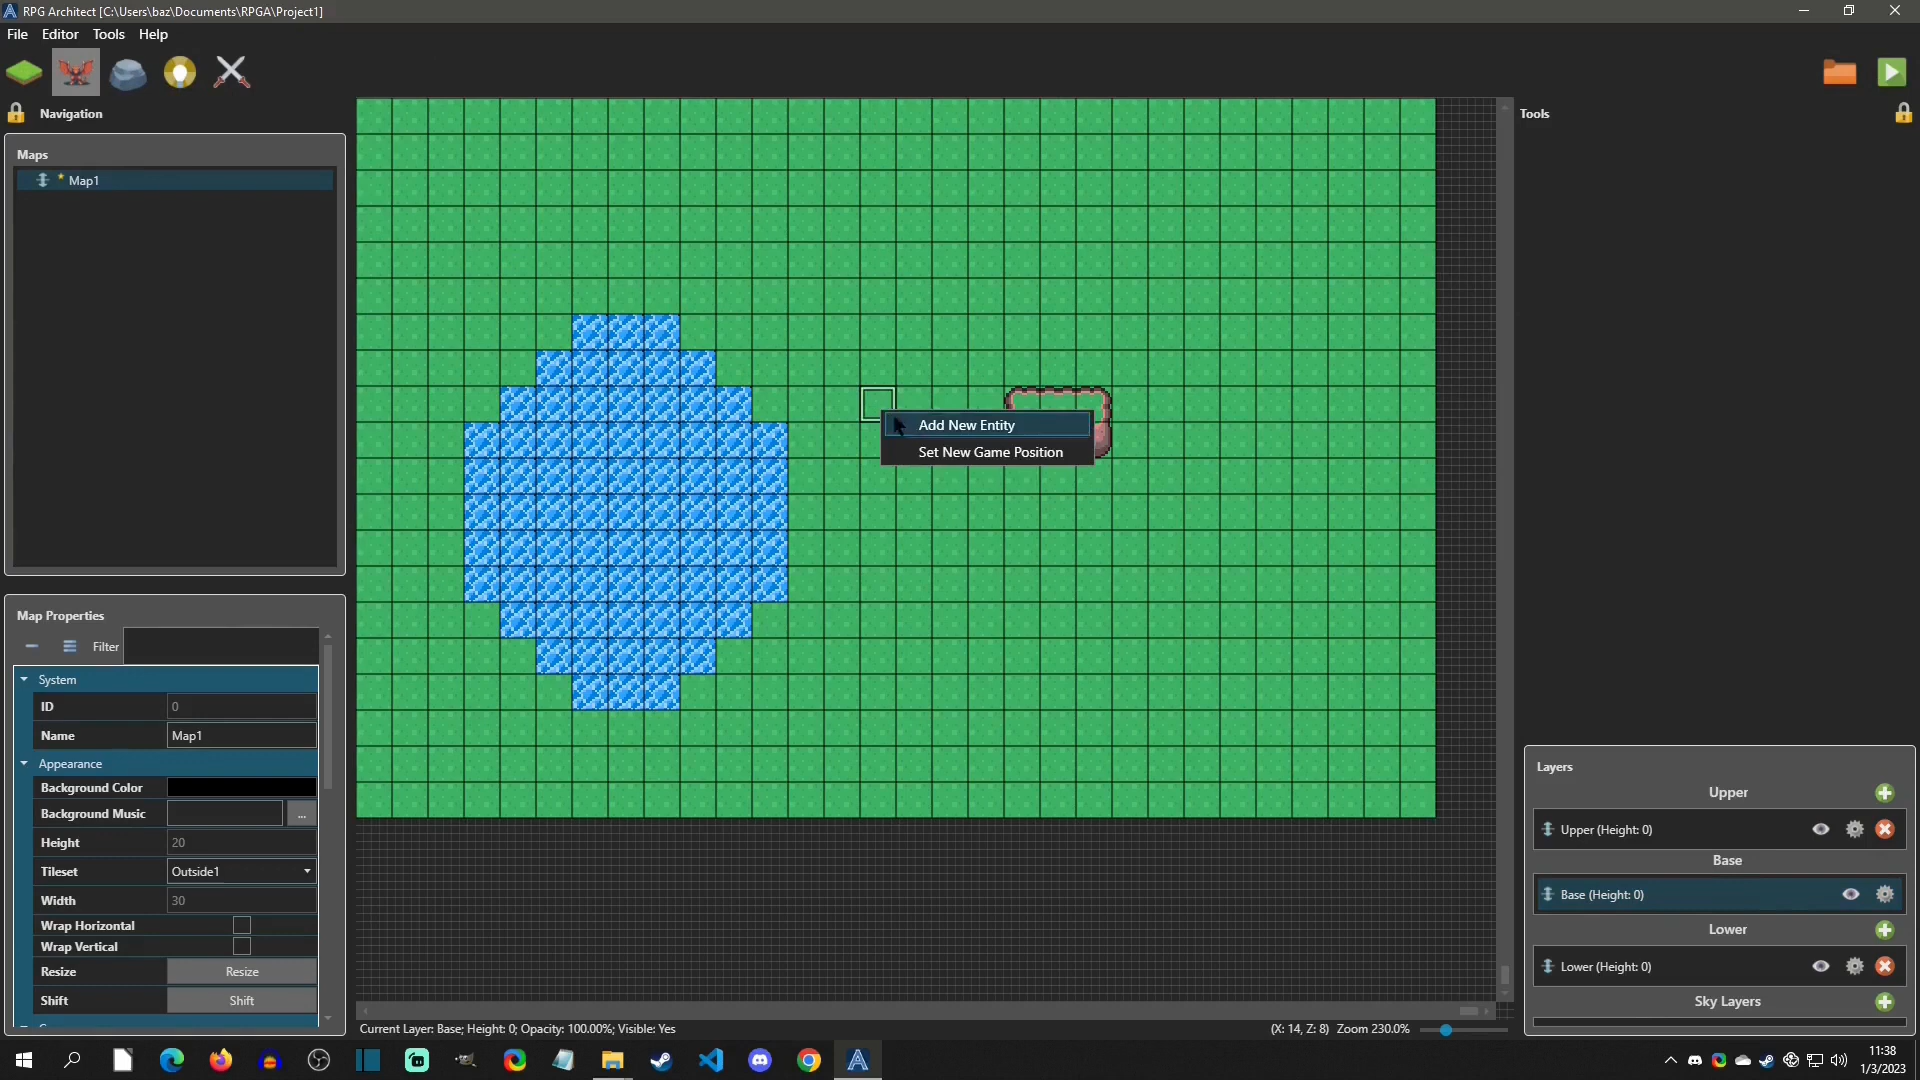 RPG Architect [C:\Users\baz\Documents\RPGA\Project1]
File Editor Tools Help
Navigation
Maps
* Map1
Map Properties
Filter
System
ID 0
Name Map1
Appearance
Background Color
Background Music ...
Height 20
Tileset Outside1
Width 30
Wrap Horizontal
Wrap Vertical
Resize Resize
Shift Shift
Add New Entity
Set New Game Position
Current Layer: Base; Height: 0; Opacity: 100.00%; Visible: Yes
(X: 14, Z: 8) Zoom 230.0%
Tools
Layers
Upper
Upper (Height: 0)
Base
Base (Height: 0)
Lower
Lower (Height: 0)
Sky Layers
11:38
1/3/2023